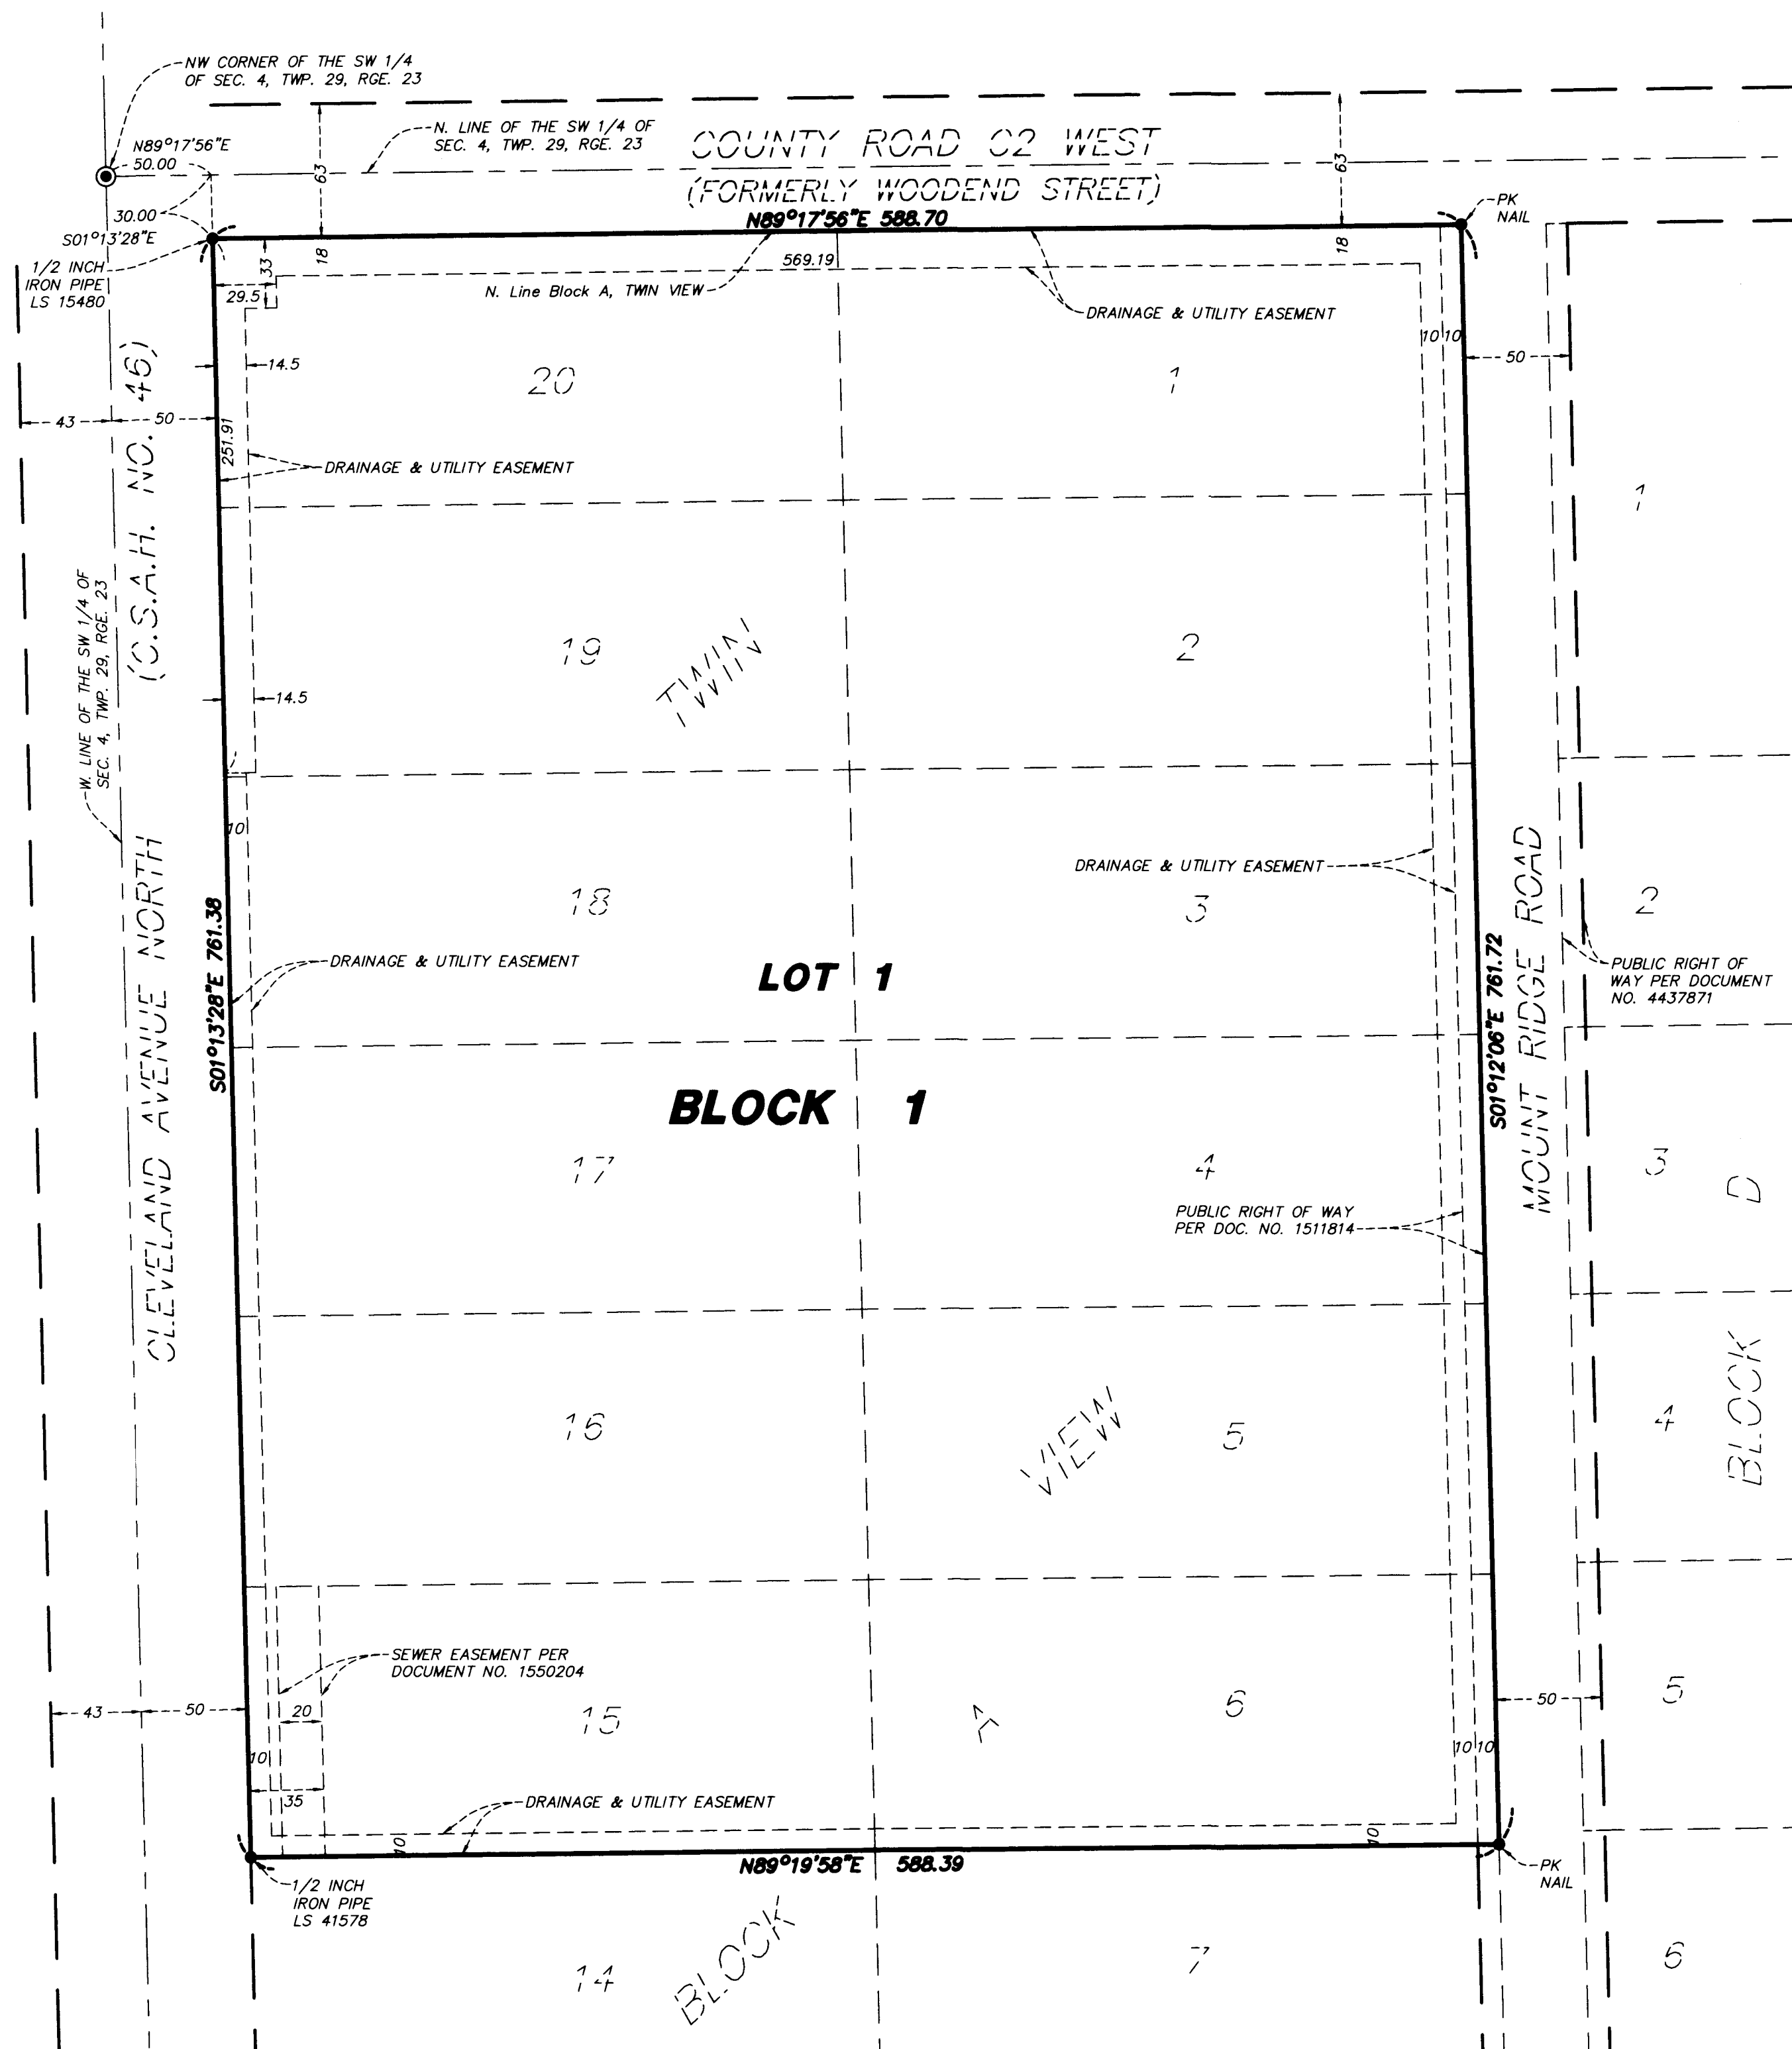 NW CORNER OF THE SW 1/4
OF SEC. 4, TWP. 29, RGE. 23
N89°17'56"E
50.00
N. LINE OF THE SW 1/4 OF
SEC. 4, TWP. 29, RGE. 23
COUNTY ROAD C2 WEST
(FORMERLY WOODEND STREET)
63
63
30.00
S01°13'28"E
N89°17'56"E 588.70
PK
NAIL
1/2 INCH
IRON PIPE
LS 15480
33
18
18
569.19
29.5
N. Line Block A, TWIN VIEW
DRAINAGE & UTILITY EASEMENT
10 10
50
14.5
20
1
43
50
251.91
(C.S.A.H. NO. 46)
DRAINAGE & UTILITY EASEMENT
1
W. LINE OF THE SW 1/4 OF
SEC. 4, TWP. 29, RGE. 23
19
TWIN
2
14.5
10
DRAINAGE & UTILITY EASEMENT
18
3
2
CLEVELAND AVENUE NORTH
S01°13'28"E 761.38
DRAINAGE & UTILITY EASEMENT
LOT 1
S01°12'06"E 761.72
MOUNT RIDGE ROAD
PUBLIC RIGHT OF
WAY PER DOCUMENT
NO. 4437871
BLOCK 1
17
4
3
BLOCK D
PUBLIC RIGHT OF WAY
PER DOC. NO. 1511814
16
VIEW
5
4
SEWER EASEMENT PER
DOCUMENT NO. 1550204
43
50
20
15
A
6
50
5
10
10 10
35
DRAINAGE & UTILITY EASEMENT
10
10
N89°19'58"E 588.39
PK
NAIL
1/2 INCH
IRON PIPE
LS 41578
14
BLOCK
7
6